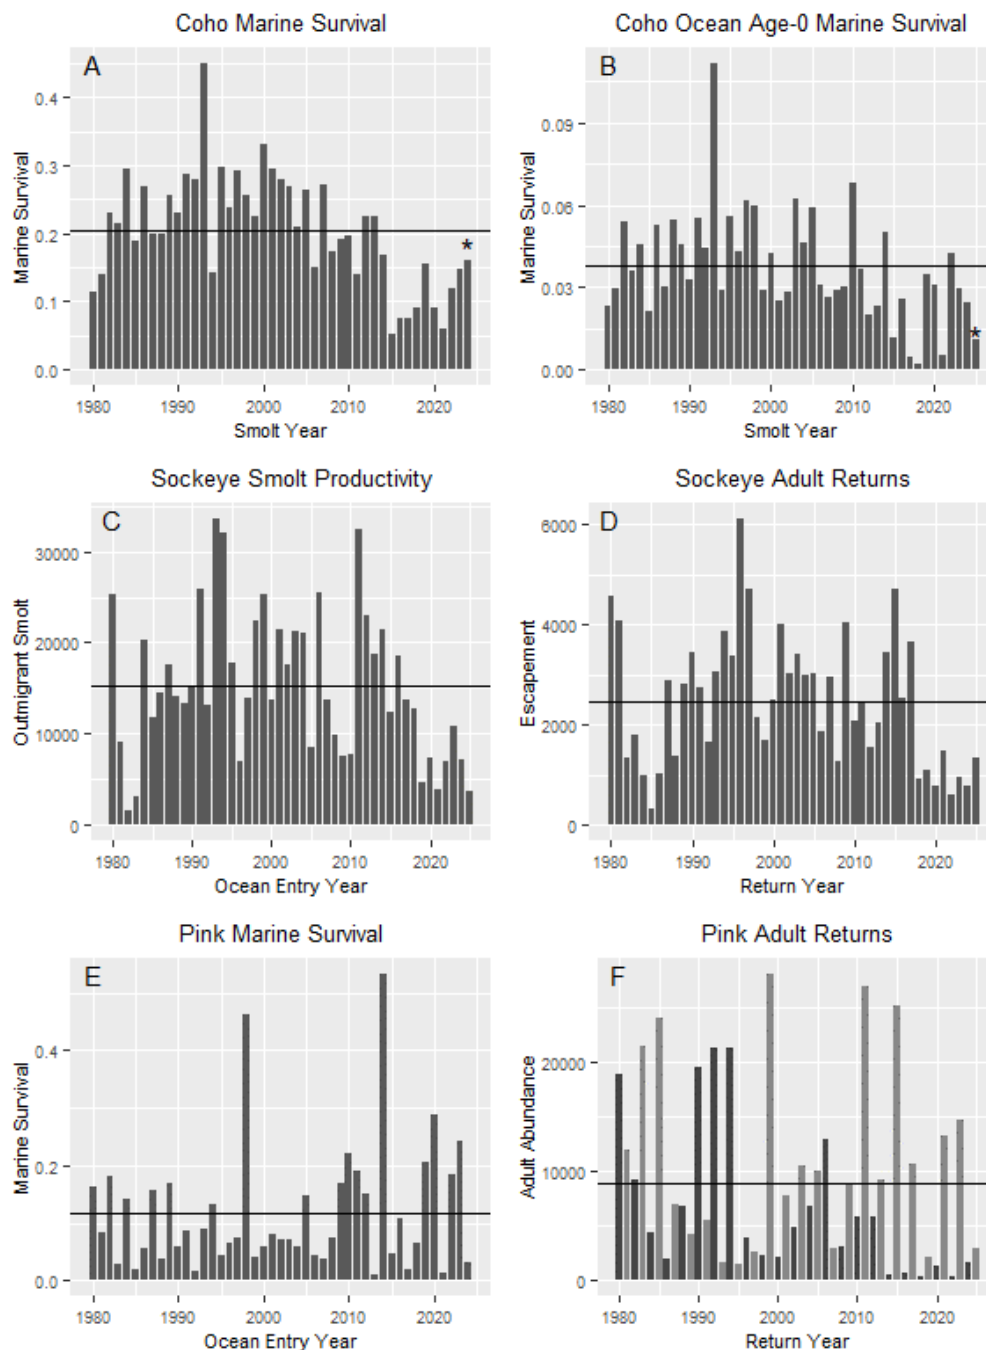 Coho Marine Survival
Coho Ocean Age-0 Marine Survival
A
B
Marine Survival
0.4
0.3
0.2
0.1
0.0
*
1980 1990 2000 2010 2020
Smolt Year
Marine Survival
0.09
0.06
0.03
0.00
*
1980 1990 2000 2010 2020
Smolt Year
Sockeye Smolt Productivity
Sockeye Adult Returns
C
D
Outmigrant Smolt
30000
20000
10000
0
1980 1990 2000 2010 2020
Ocean Entry Year
Escapement
6000
4000
2000
0
1980 1990 2000 2010 2020
Return Year
Pink Marine Survival
Pink Adult Returns
E
F
Marine Survival
0.4
0.2
0.0
1980 1990 2000 2010 2020
Ocean Entry Year
Adult Abundance
20000
10000
0
1980 1990 2000 2010 2020
Return Year